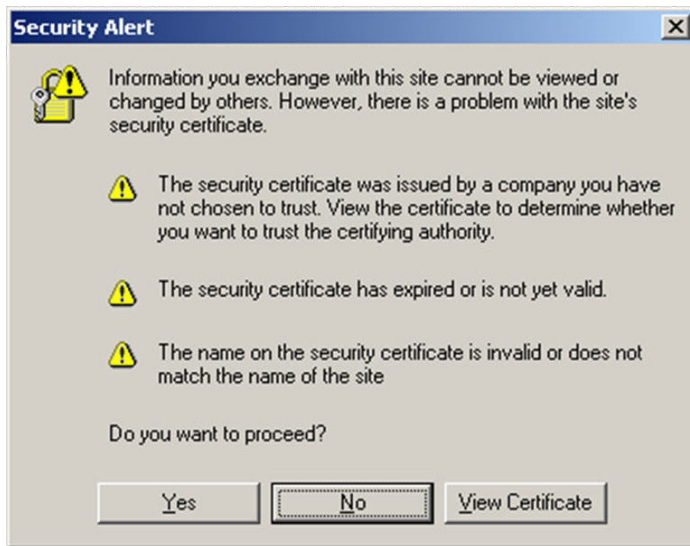 Security Alert
Information you exchange with this site cannot be viewed or
changed by others. However, there is a problem with the site's
security certificate.
The security certificate was issued by a company you have
not chosen to trust. View the certificate to determine whether
you want to trust the certifying authority.
The security certificate has expired or is not yet valid.
The name on the security certificate is invalid or does not
match the name of the site
Do you want to proceed?
Yes No View Certificate